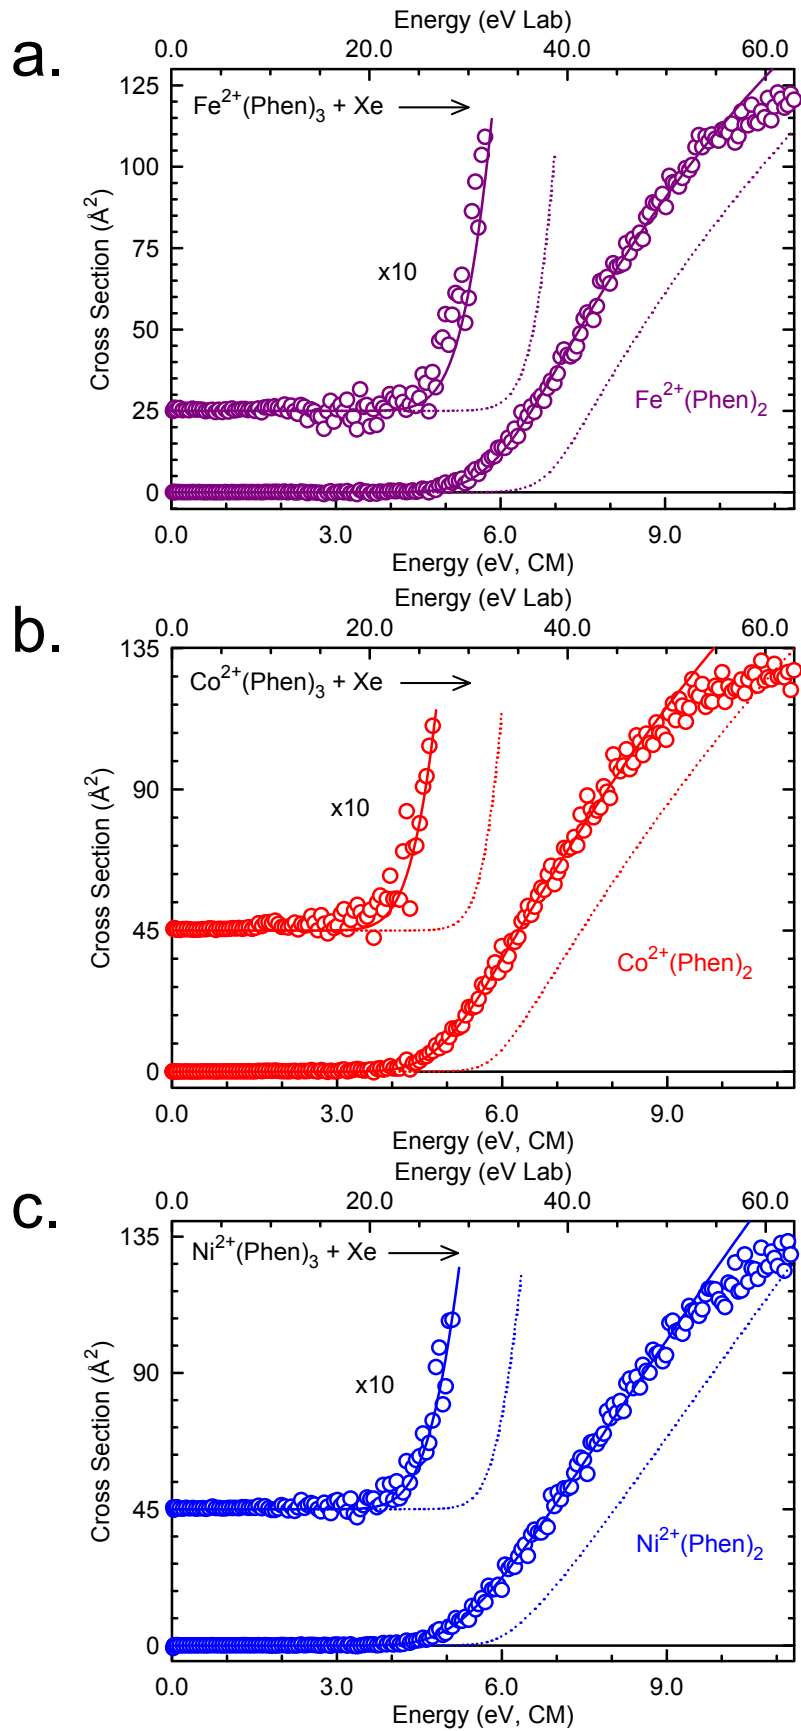 Energy (eV Lab)
a.
0.0 20.0 40.0 60.0
Fe²⁺(Phen)₃ + Xe
125
100
75
50
25
0
Cross Section (Å²)
x10
Fe²⁺(Phen)₂
0.0 3.0 6.0 9.0
Energy (eV, CM)
Energy (eV Lab)
b.
0.0 20.0 40.0 60.0
Co²⁺(Phen)₃ + Xe
135
90
45
0
Cross Section (Å²)
x10
Co²⁺(Phen)₂
0.0 3.0 6.0 9.0
Energy (eV, CM)
Energy (eV Lab)
c.
0.0 20.0 40.0 60.0
Ni²⁺(Phen)₃ + Xe
135
90
45
0
Cross Section (Å²)
x10
Ni²⁺(Phen)₂
0.0 3.0 6.0 9.0
Energy (eV, CM)